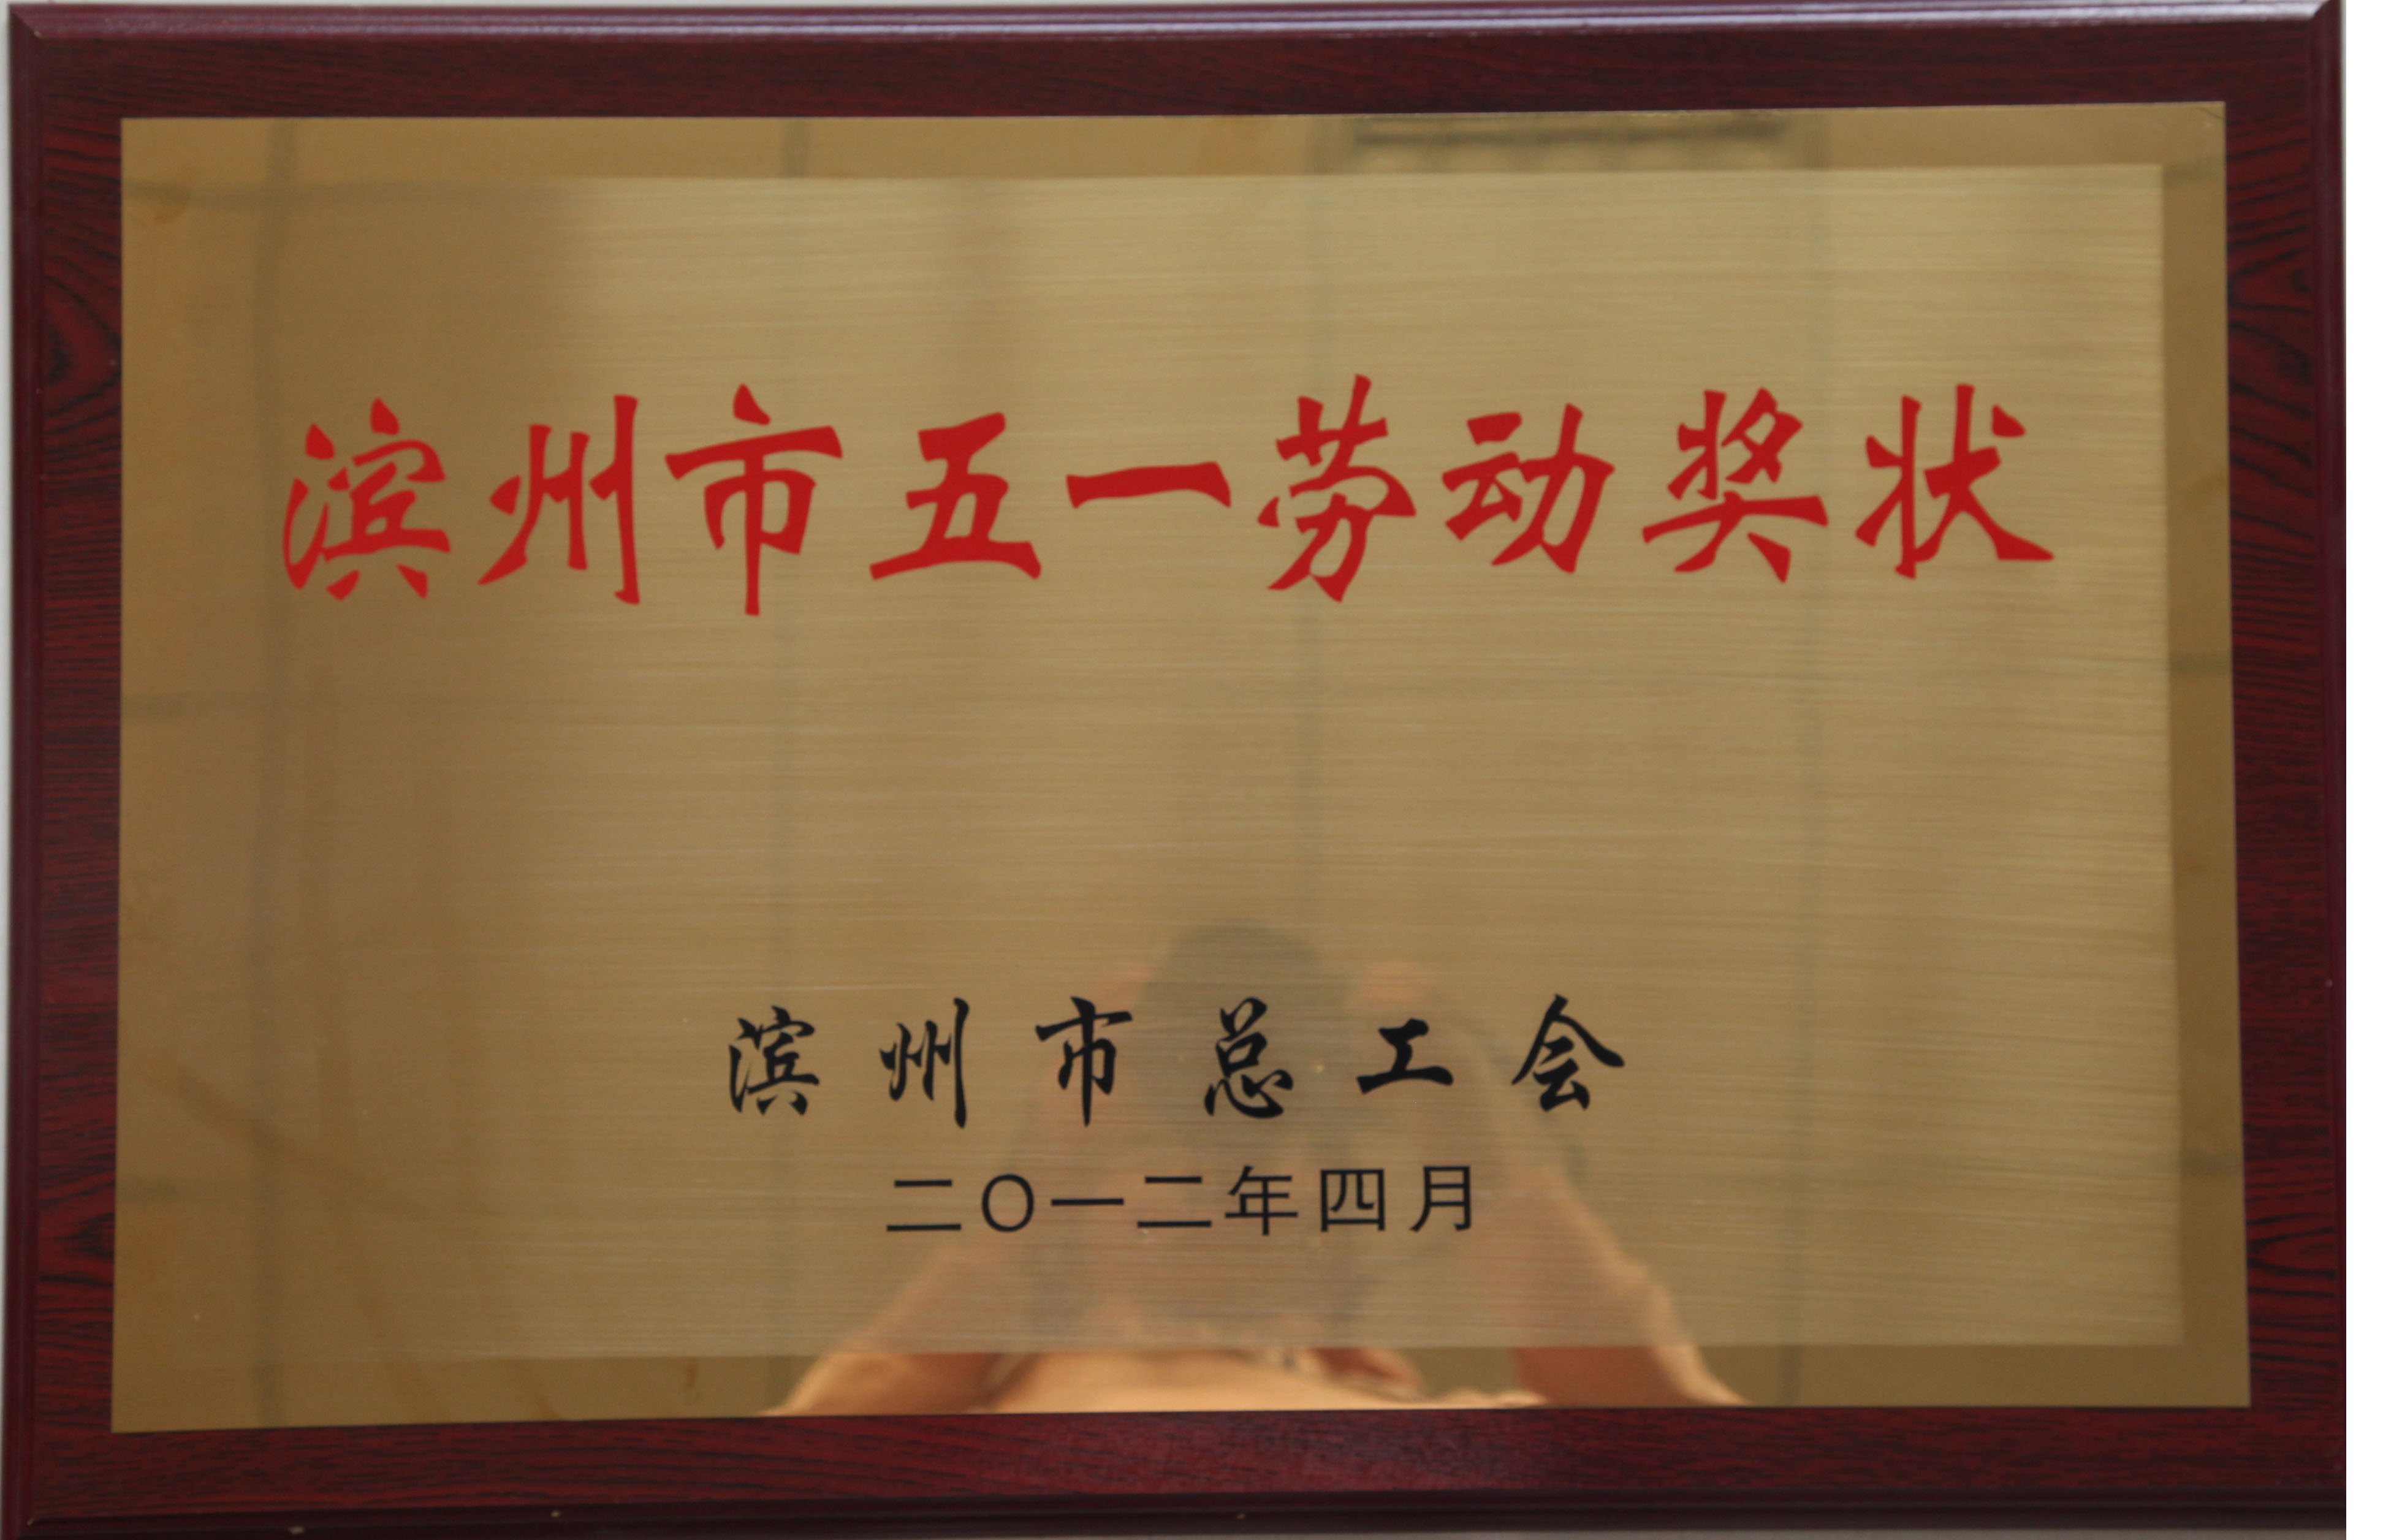 滨州市五一劳动奖状
滨州市总工会
二〇一二年四月